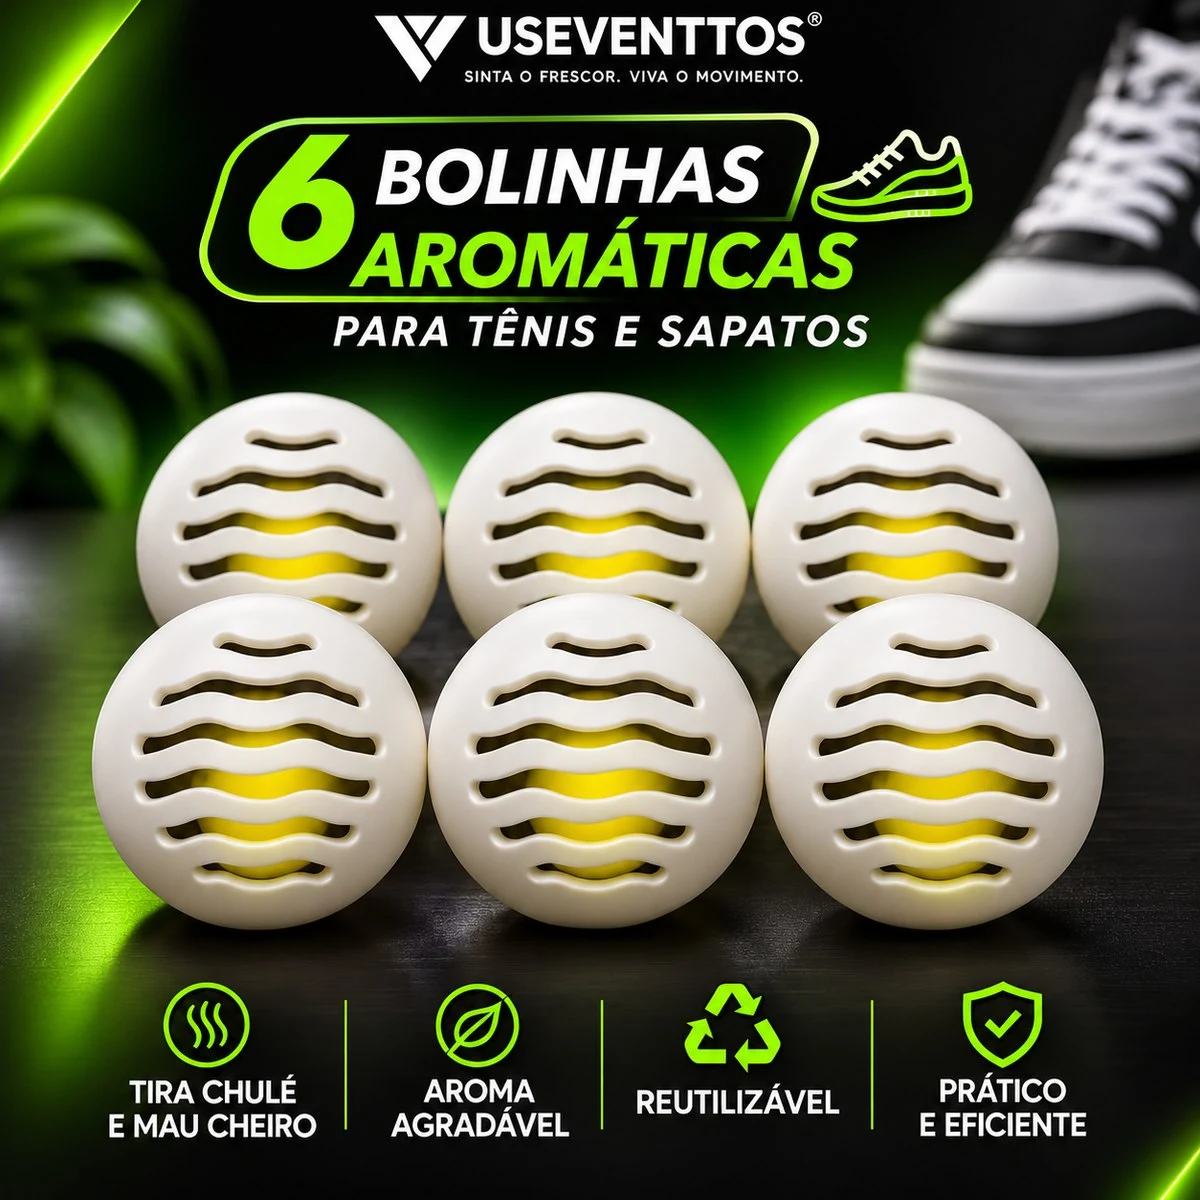 USEVENTTOS®
SINTA O FRESCOR. VIVA O MOVIMENTO.
6 BOLINHAS
AROMÁTICAS
PARA TÊNIS E SAPATOS
TIRA CHULÉ
E MAU CHEIRO
AROMA
AGRADÁVEL
REUTILIZÁVEL
PRÁTICO
E EFICIENTE